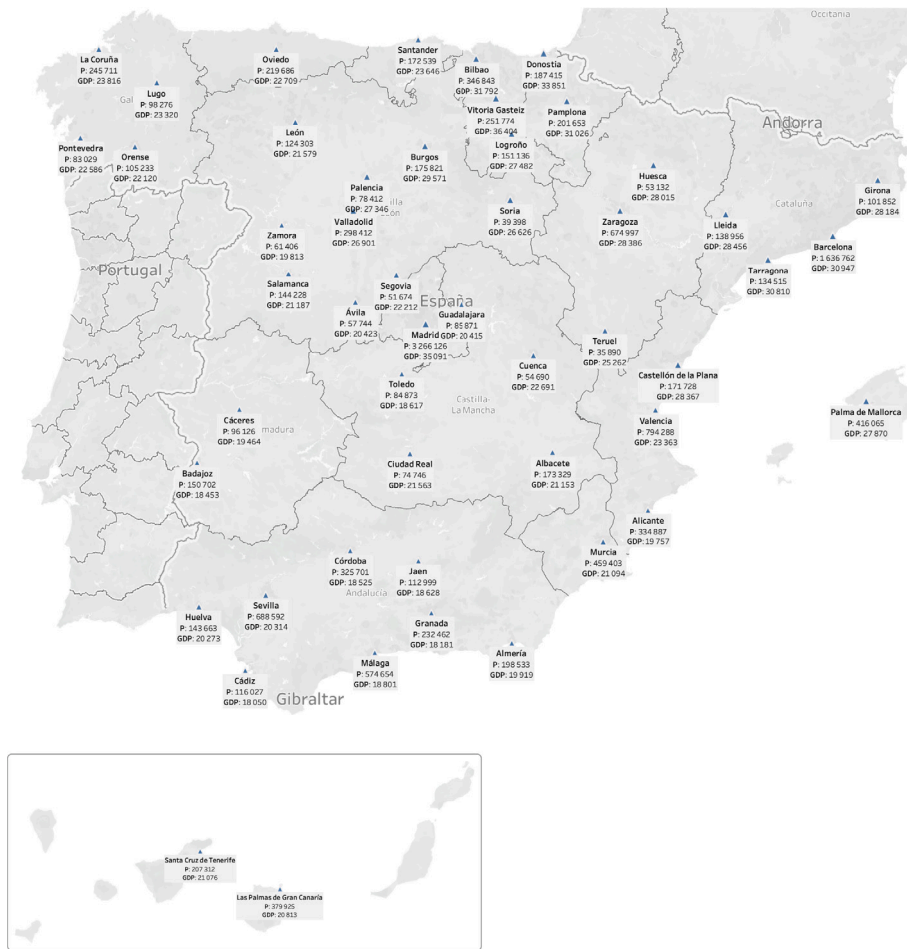 Occitania
La Coruña
P: 245 711
GDP: 23 816
Oviedo
P: 219 686
GDP: 22 709
Santander
P: 172 539
GDP: 23 646
Bilbao
P: 346 843
GDP: 31 792
Donostia
P: 187 415
GDP: 33 851
Lugo
P: 98 276
GDP: 23 320
Vitoria Gasteiz
P: 251 774
GDP: 36 404
Pamplona
P: 201 653
GDP: 31 026
Andorra
León
P: 124 303
GDP: 21 579
Logroño
P: 151 136
GDP: 27 482
Pontevedra
P: 83 029
GDP: 22 586
Orense
P: 105 233
GDP: 22 120
Burgos
P: 175 821
GDP: 29 571
Huesca
P: 53 132
GDP: 28 015
Palencia
P: 78 412
GDP: 27 346
Girona
P: 101 852
GDP: 28 184
Cataluña
León
Valladolid
P: 298 412
GDP: 26 901
Soria
P: 39 398
GDP: 26 626
Zaragoza
P: 674 997
GDP: 28 386
Lleida
P: 138 956
GDP: 28 456
Zamora
P: 61 406
GDP: 19 813
Barcelona
P: 1 636 762
GDP: 30 947
Portugal
Tarragona
P: 134 515
GDP: 30 810
Salamanca
P: 144 228
GDP: 21 187
Segovia
P: 51 674
GDP: 22 212
España
Ávila
P: 57 744
GDP: 20 423
Guadalajara
P: 85 871
GDP: 20 415
Madrid
P: 3 266 126
GDP: 35 091
Teruel
P: 35 890
GDP: 25 262
Cuenca
P: 54 690
GDP: 22 691
Castellón de la Plana
P: 171 728
GDP: 28 367
Toledo
P: 84 873
GDP: 18 617
Castilla-
La Mancha
Palma de Mallorca
P: 416 065
GDP: 27 870
Cáceres
P: 96 126
GDP: 19 464
madura
Valencia
P: 794 288
GDP: 23 363
Ciudad Real
P: 74 746
GDP: 21 563
Albacete
P: 173 329
GDP: 21 153
Badajoz
P: 150 702
GDP: 18 453
Alicante
P: 334 887
GDP: 19 757
Murcia
P: 459 403
GDP: 21 094
Córdoba
P: 325 701
GDP: 18 525
Jaen
P: 112 999
GDP: 18 628
Andalucía
Sevilla
P: 688 592
GDP: 20 314
Huelva
P: 143 663
GDP: 20 273
Granada
P: 232 462
GDP: 18 181
Almería
P: 198 533
GDP: 19 919
Málaga
P: 574 654
GDP: 18 801
Cádiz
P: 116 027
GDP: 18 050
Gibraltar
Santa Cruz de Tenerife
P: 207 312
GDP: 21 076
Las Palmas de Gran Canaría
P: 379 925
GDP: 20 813